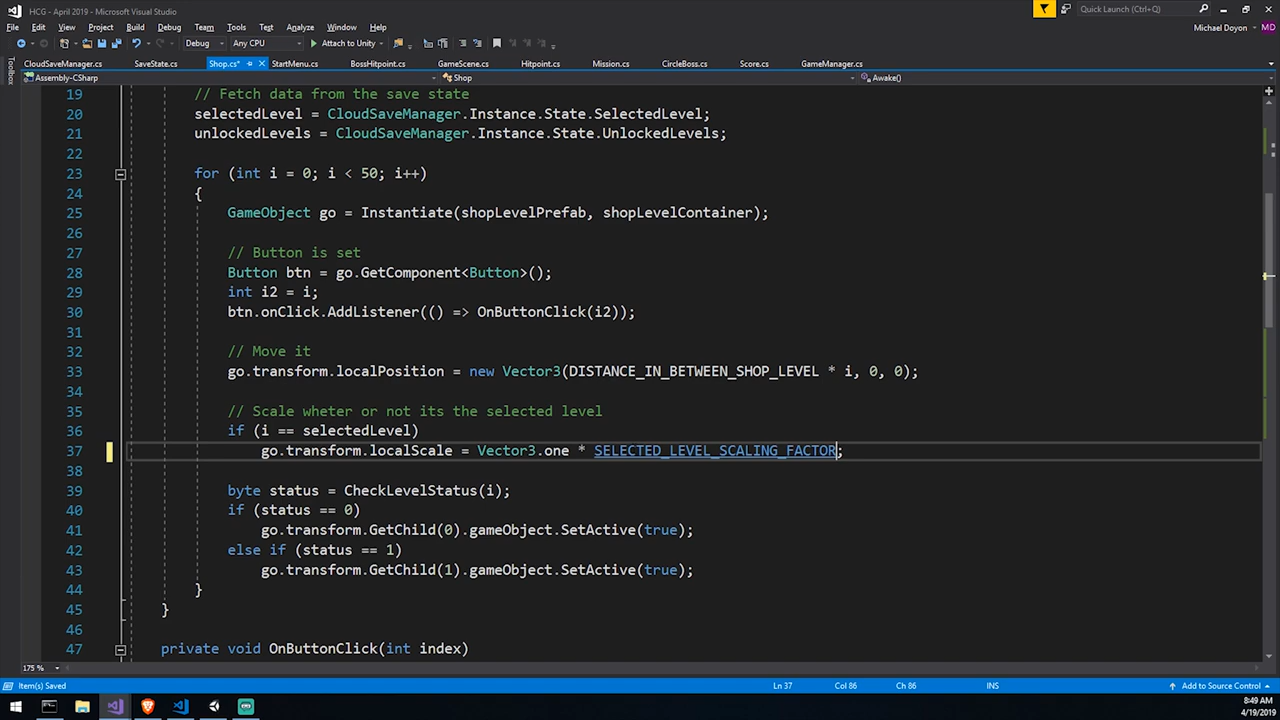 HCG - April 2019 - Microsoft Visual Studio
Quick Launch (Ctrl+Q)
File Edit View Project Build Debug Team Tools Test Analyze Window Help
Michael Doyon MD
Debug Any CPU Attach to Unity
CloudSaveManager.cs SaveState.cs Shop.cs* StartMenu.cs BossHitpoint.cs GameScene.cs Hitpoint.cs Mission.cs CircleBoss.cs Score.cs GameManager.cs
Toolbox
Assembly-CSharp Shop Awake()
19 // Fetch data from the save state
20 selectedLevel = CloudSaveManager.Instance.State.SelectedLevel;
21 unlockedLevels = CloudSaveManager.Instance.State.UnlockedLevels;
22
23 for (int i = 0; i < 50; i++)
24 {
25 GameObject go = Instantiate(shopLevelPrefab, shopLevelContainer);
26
27 // Button is set
28 Button btn = go.GetComponent<Button>();
29 int i2 = i;
30 btn.onClick.AddListener(() => OnButtonClick(i2));
31
32 // Move it
33 go.transform.localPosition = new Vector3(DISTANCE_IN_BETWEEN_SHOP_LEVEL * i, 0, 0);
34
35 // Scale wheter or not its the selected level
36 if (i == selectedLevel)
37 go.transform.localScale = Vector3.one * SELECTED_LEVEL_SCALING_FACTOR;
38
39 byte status = CheckLevelStatus(i);
40 if (status == 0)
41 go.transform.GetChild(0).gameObject.SetActive(true);
42 else if (status == 1)
43 go.transform.GetChild(1).gameObject.SetActive(true);
44 }
45 }
46
47 private void OnButtonClick(int index)
175 %
Item(s) Saved Ln 37 Col 86 Ch 86 INS Add to Source Control
8:49 AM
4/19/2019